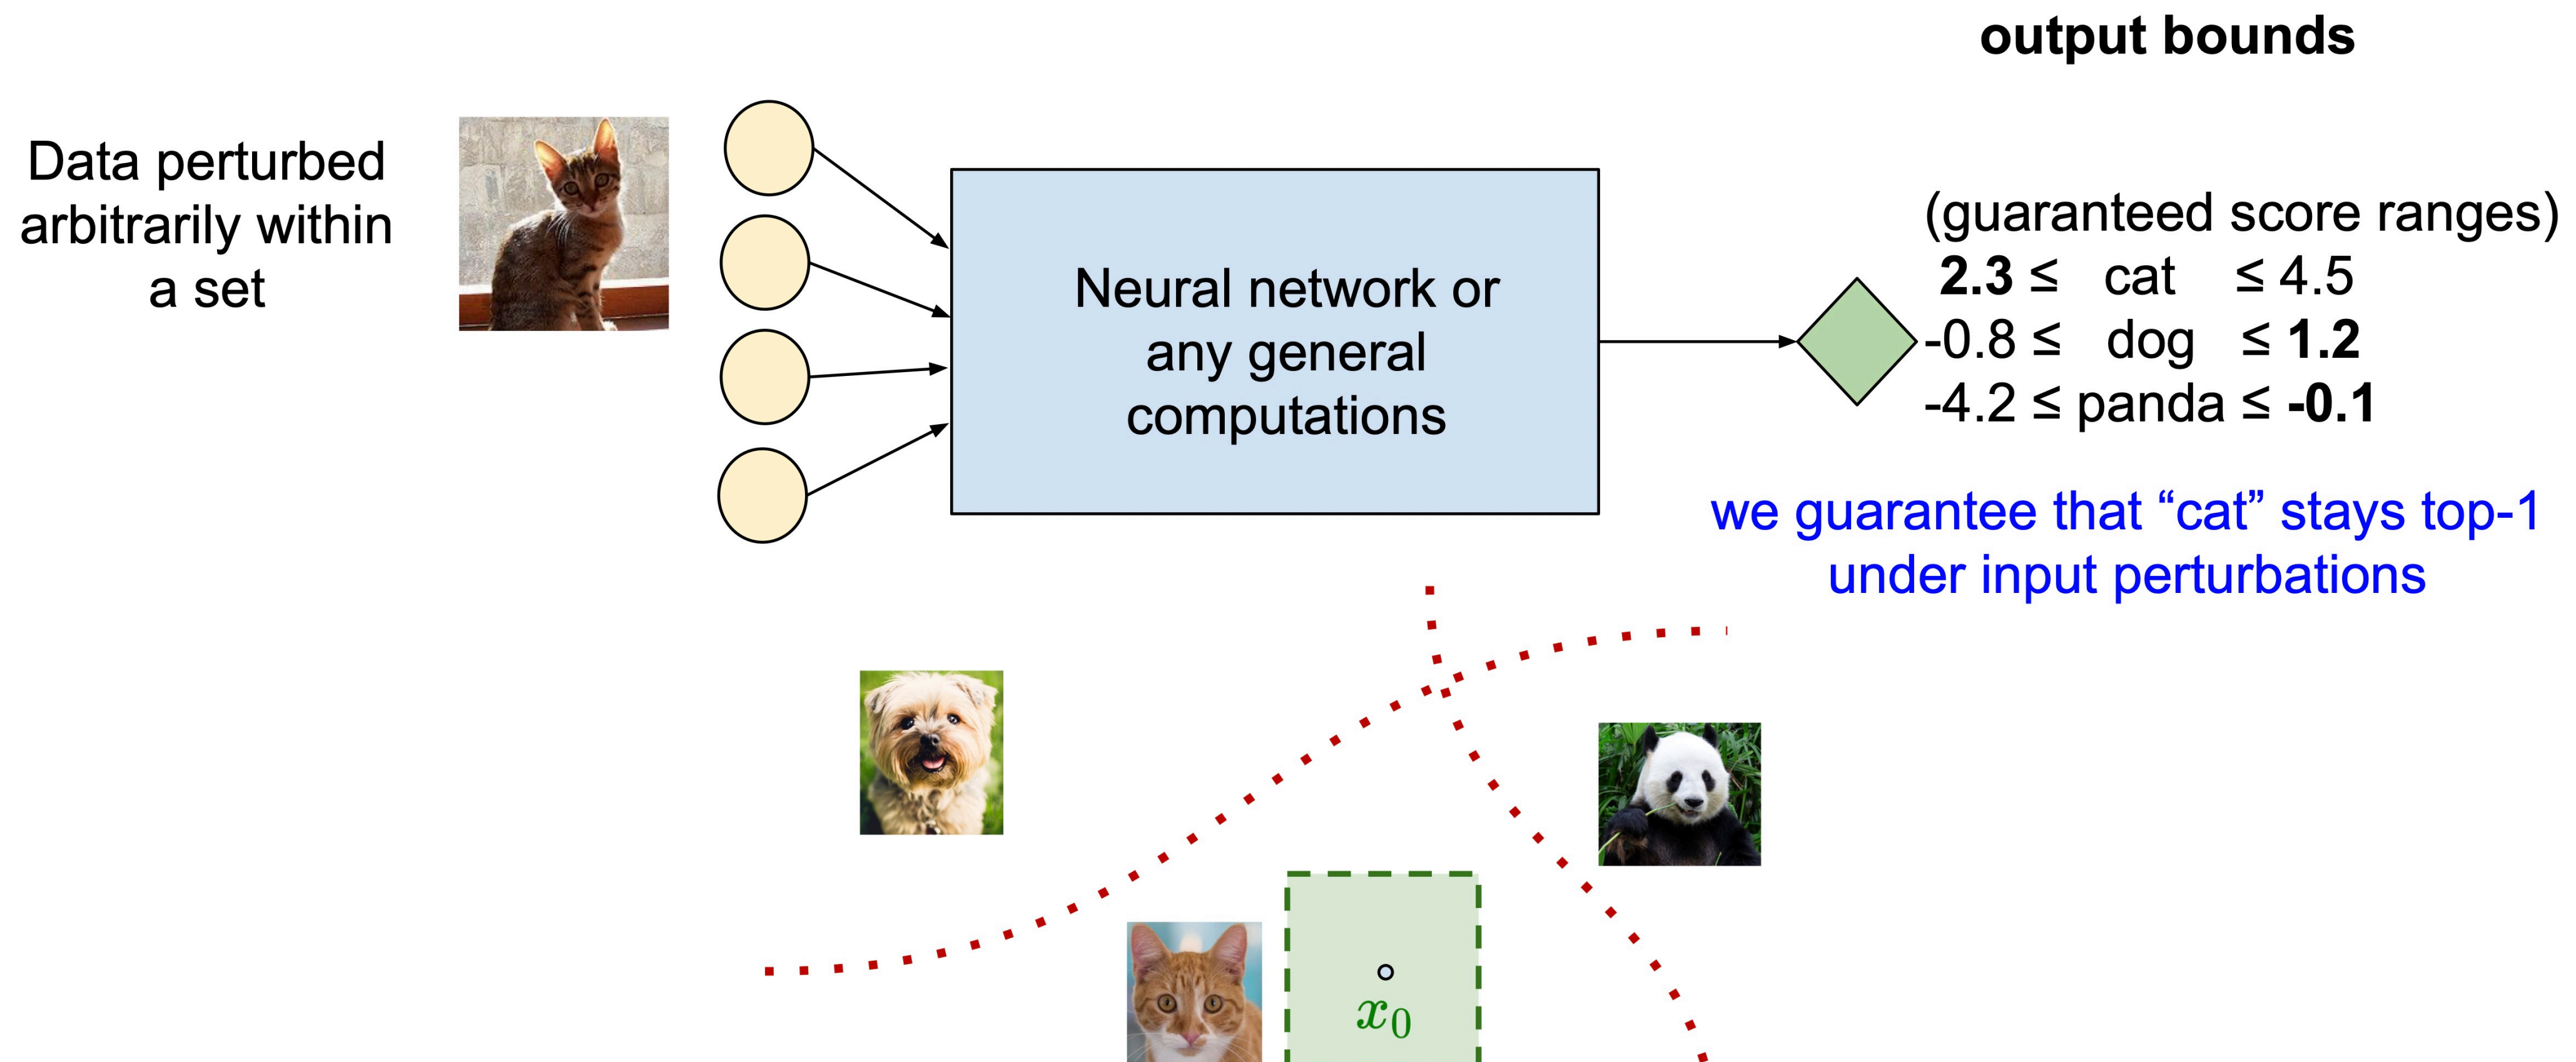 output bounds
Data perturbed
arbitrarily within
a set
Neural network or
any general
computations
(guaranteed score ranges)
2.3 ≤ cat ≤ 4.5
-0.8 ≤ dog ≤ 1.2
-4.2 ≤ panda ≤ -0.1
we guarantee that “cat” stays top-1
under input perturbations
x₀